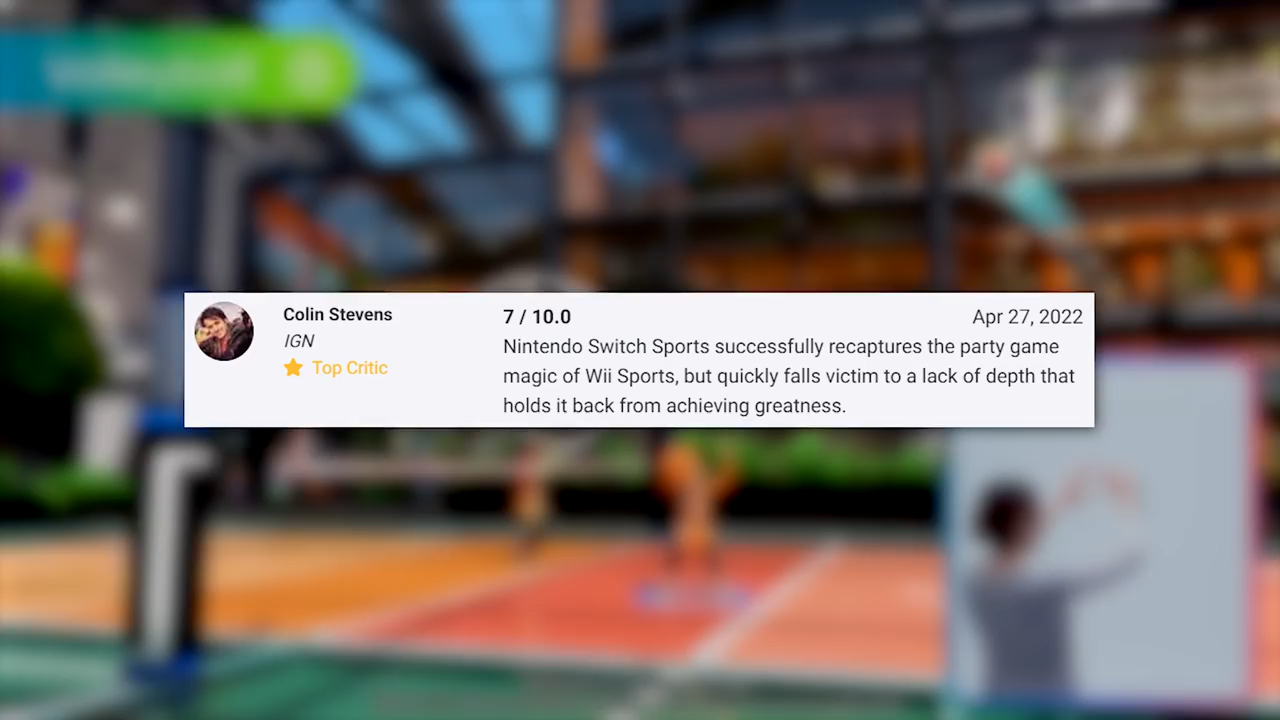 Colin Stevens
IGN
Top Critic
7 / 10.0
Apr 27, 2022
Nintendo Switch Sports successfully recaptures the party game
magic of Wii Sports, but quickly falls victim to a lack of depth that
holds it back from achieving greatness.